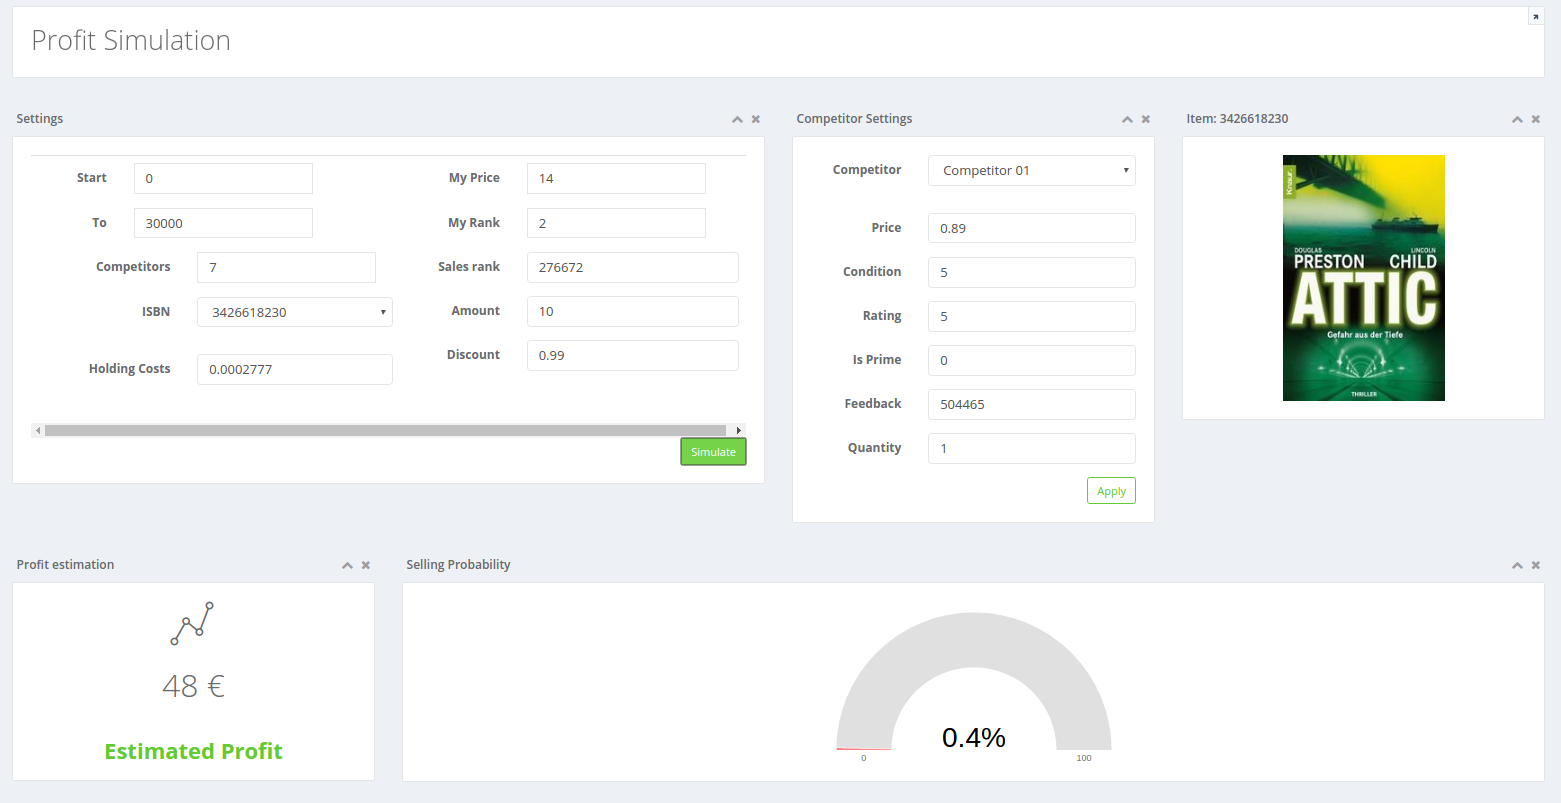 Profit Simulation
Settings
Start
0
To
30000
Competitors
7
ISBN
3426618230
Holding Costs
0.0002777
My Price
14
My Rank
2
Sales rank
276672
Amount
10
Discount
0.99
Simulate
Competitor Settings
Competitor
Competitor 01
Price
0.89
Condition
5
Rating
5
Is Prime
0
Feedback
504465
Quantity
1
Apply
Item: 3426618230
Knaur.
DOUGLAS LINCOLN
PRESTON CHILD
ATTIC
Gefahr aus der Tiefe
THRILLER
Profit estimation
48 €
Estimated Profit
Selling Probability
0.4%
0
100